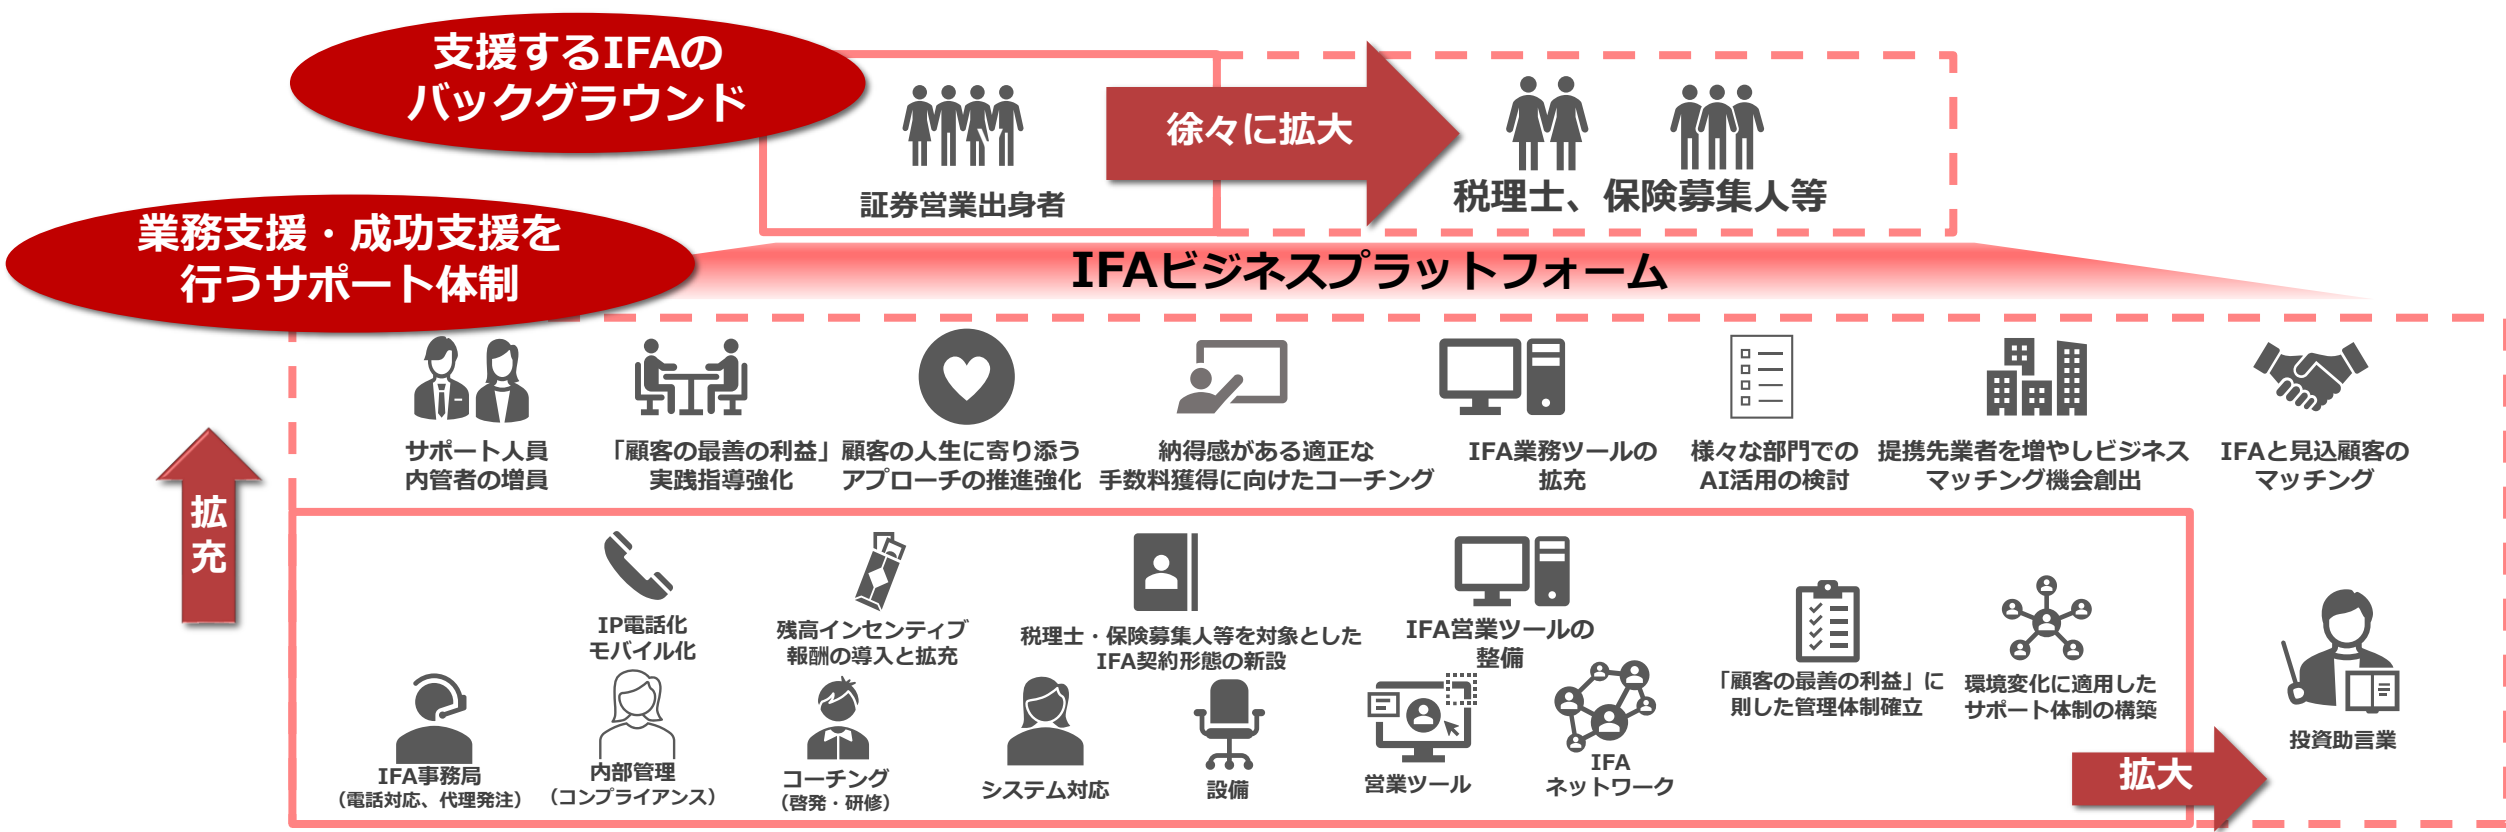 支援するIFAの
バックグラウンド
証券営業出身者
徐々に拡大
税理士、保険募集人等
業務支援・成功支援を
行うサポート体制
IFAビジネスプラットフォーム
サポート人員
内管者の増員
「顧客の最善の利益」
実践指導強化
顧客の人生に寄り添う
アプローチの推進強化
納得感がある適正な
手数料獲得に向けたコーチング
IFA業務ツールの
拡充
様々な部門での
AI活用の検討
提携先業者を増やしビジネス
マッチング機会創出
IFAと見込顧客の
マッチング
拡
充
IP電話化
モバイル化
残高インセンティブ
報酬の導入と拡充
税理士・保険募集人等を対象とした
IFA契約形態の新設
IFA営業ツールの
整備
「顧客の最善の利益」に
則した管理体制確立
環境変化に適用した
サポート体制の構築
IFA事務局
（電話対応、代理発注）
内部管理
（コンプライアンス）
コーチング
（啓発・研修）
システム対応
設備
営業ツール
IFA
ネットワーク
拡大
投資助言業